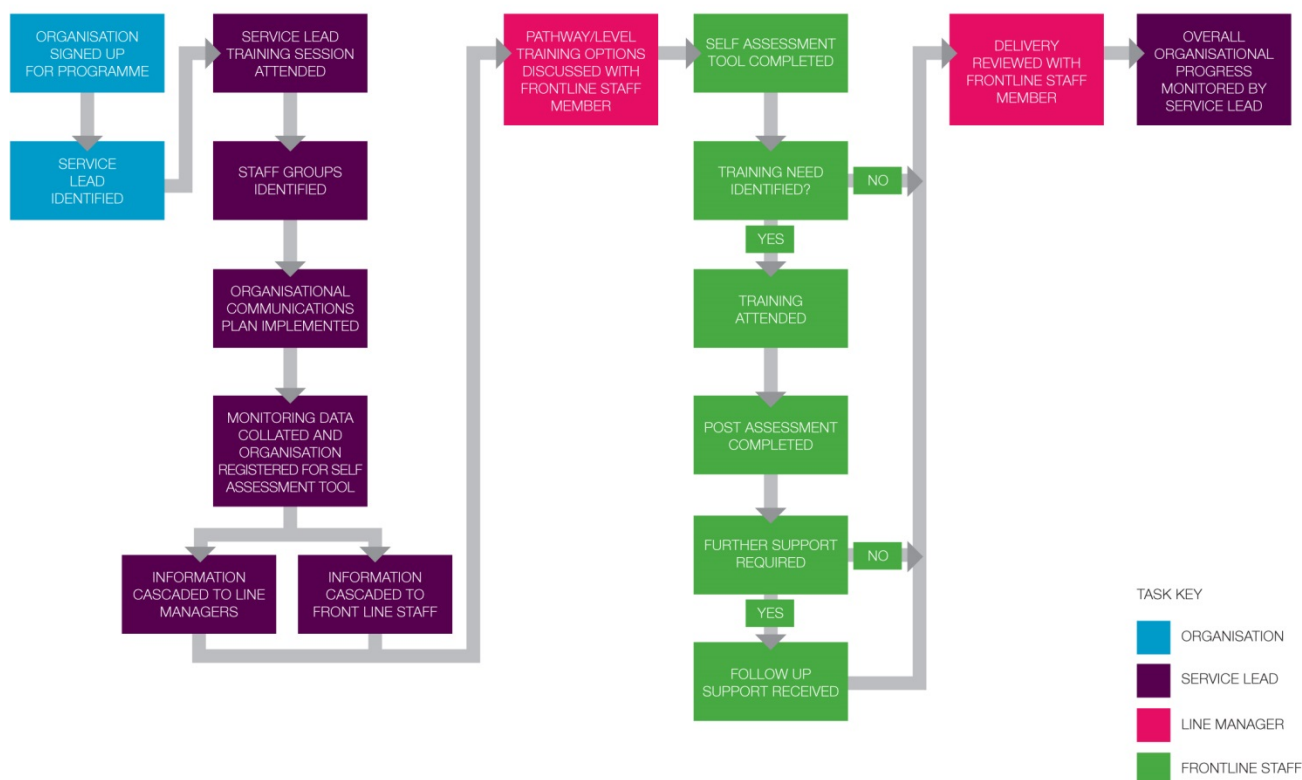 ORGANISATION
SIGNED UP
FOR PROGRAMME
SERVICE
LEAD
IDENTIFIED
SERVICE LEAD
TRAINING SESSION
ATTENDED
STAFF GROUPS
IDENTIFIED
ORGANISATIONAL
COMMUNICATIONS
PLAN IMPLEMENTED
MONITORING DATA
COLLATED AND
ORGANISATION
REGISTERED FOR SELF
ASSESSMENT TOOL
INFORMATION
CASCADED TO LINE
MANAGERS
INFORMATION
CASCADED TO
FRONT LINE STAFF
PATHWAY/LEVEL
TRAINING OPTIONS
DISCUSSED WITH
FRONTLINE STAFF
MEMBER
SELF ASSESSMENT
TOOL COMPLETED
TRAINING NEED
IDENTIFIED?
NO
YES
TRAINING
ATTENDED
POST ASSESSMENT
COMPLETED
FURTHER SUPPORT
REQUIRED
NO
YES
FOLLOW UP
SUPPORT RECEIVED
DELIVERY
REVIEWED WITH
FRONTLINE STAFF
MEMBER
OVERALL
ORGANISATIONAL
PROGRESS
MONITORED BY
SERVICE LEAD
TASK KEY
ORGANISATION
SERVICE LEAD
LINE MANAGER
FRONTLINE STAFF